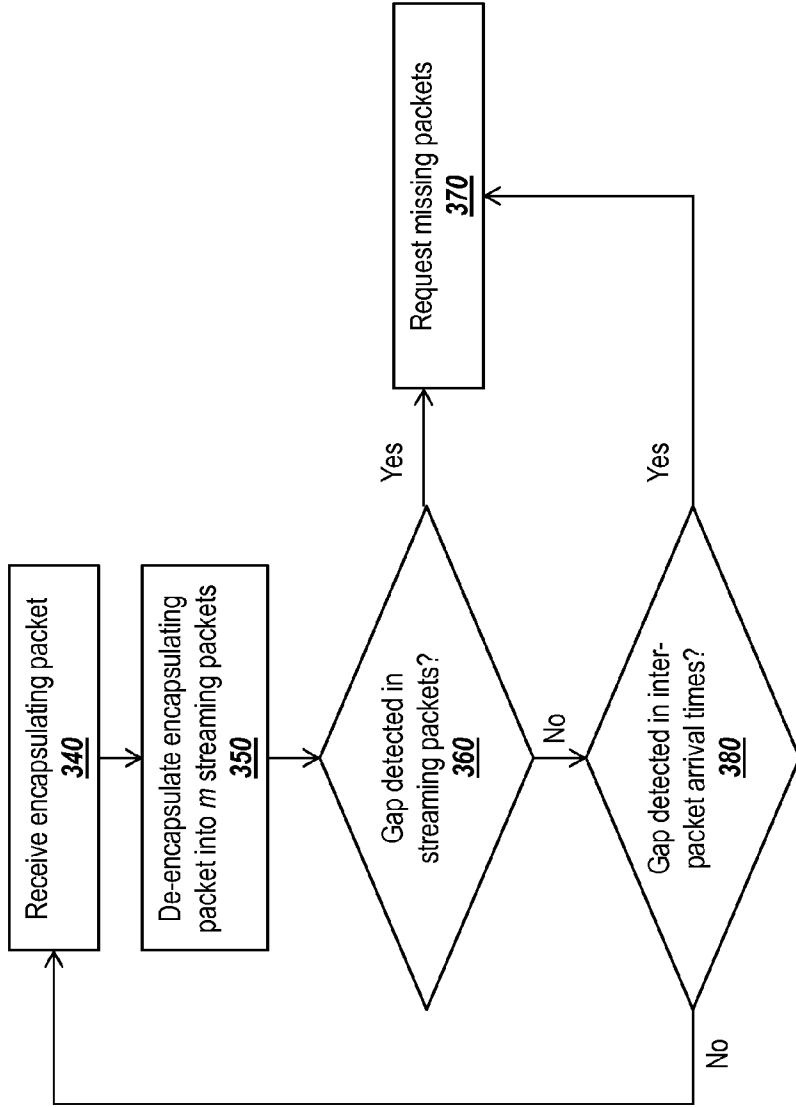 Receive encapsulating packet
340
De-encapsulate encapsulating
packet into m streaming packets
350
Gap detected in
streaming packets?
360
Yes
Request missing packets
370
No
Gap detected in inter-
packet arrival times?
380
Yes
No